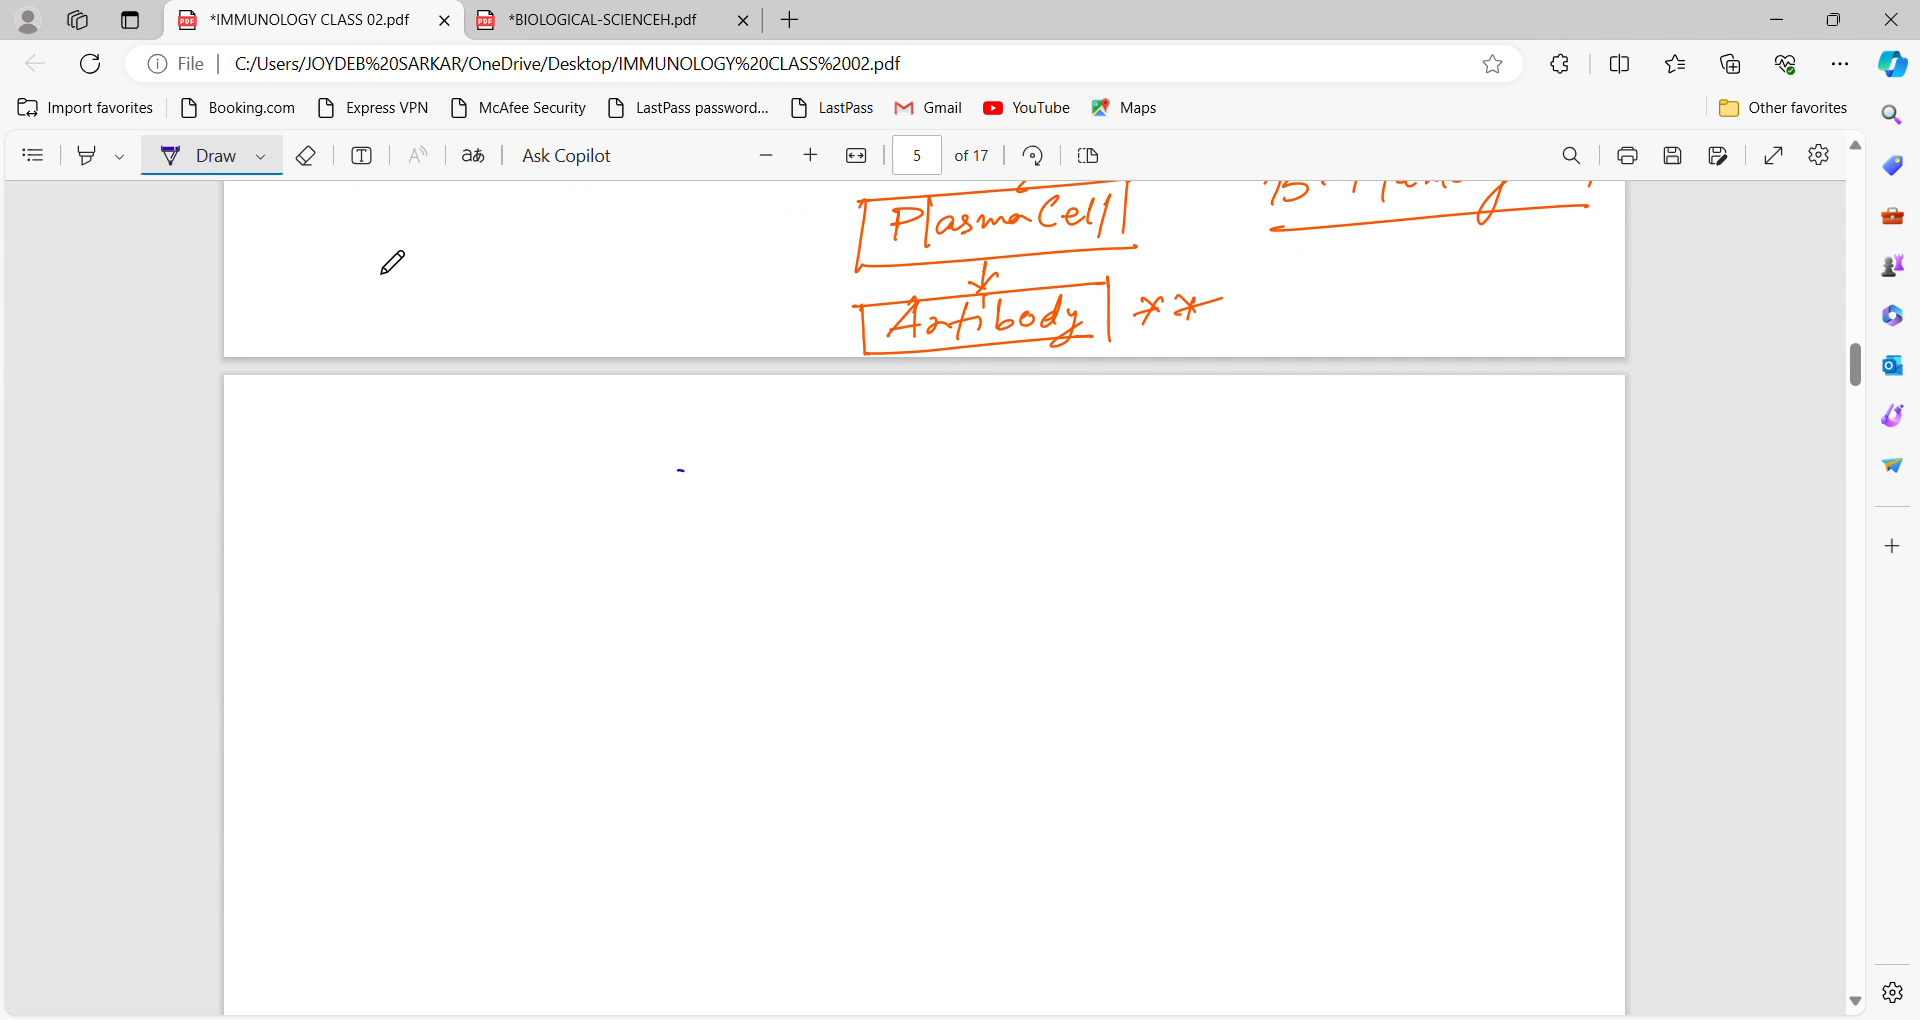 *IMMUNOLOGY CLASS 02.pdf
*BIOLOGICAL-SCIENCEH.pdf
File
C:/Users/JOYDEB%20SARKAR/OneDrive/Desktop/IMMUNOLOGY%20CLASS%2002.pdf
Import favorites Booking.com Express VPN McAfee Security LastPass password... LastPass Gmail YouTube Maps Other favorites
Draw Ask Copilot 5 of 17
Plasma Cell
Antibody **